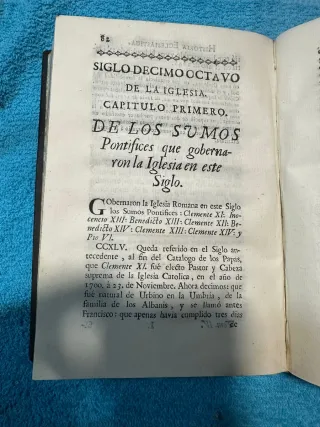 82 HISTORIA ECLESIASTICA.
SIGLO DECIMO OCTAVO
DE LA IGLESIA.
CAPITULO PRIMERO.
DE LOS SUMOS
Pontifices que goberna-
ron la Iglesia en este
Siglo.
GObernaron la Iglesia Romana en este Siglo
los Sumos Pontifices: Clemente XI: Ino-
cencio XIII: Benedicto XIII: Clemente XII: Be-
nedicto XIV: Clemente XIII: Clemente XIV: y
Pio VI.
CCXLV. Queda referido en el Siglo an-
tecedente, al fin del Catalogo de los Papas,
que Clemente XI. fué electo Pastor y Cabeza
suprema de la Iglesia Catolica, en el año de
1700, à 23. de Noviembre. Ahora decimos: que
fué natural de Urbino en la Umbria, de
la familia de los Albanis, y se llamó antes
Francisco: que apenas havia cumplido tres dias
de